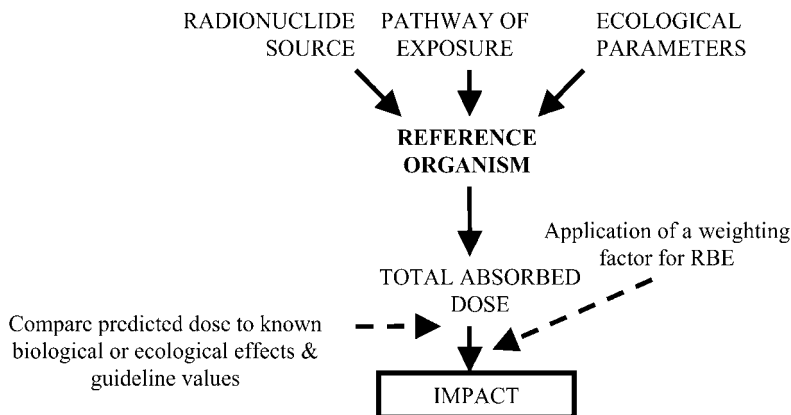 RADIONUCLIDE
SOURCE
PATHWAY OF
EXPOSURE
ECOLOGICAL
PARAMETERS
REFERENCE
ORGANISM
Application of a weighting
factor for RBE
TOTAL ABSORBED
DOSE
Compare predicted dose to known
biological or ecological effects &
guideline values
IMPACT